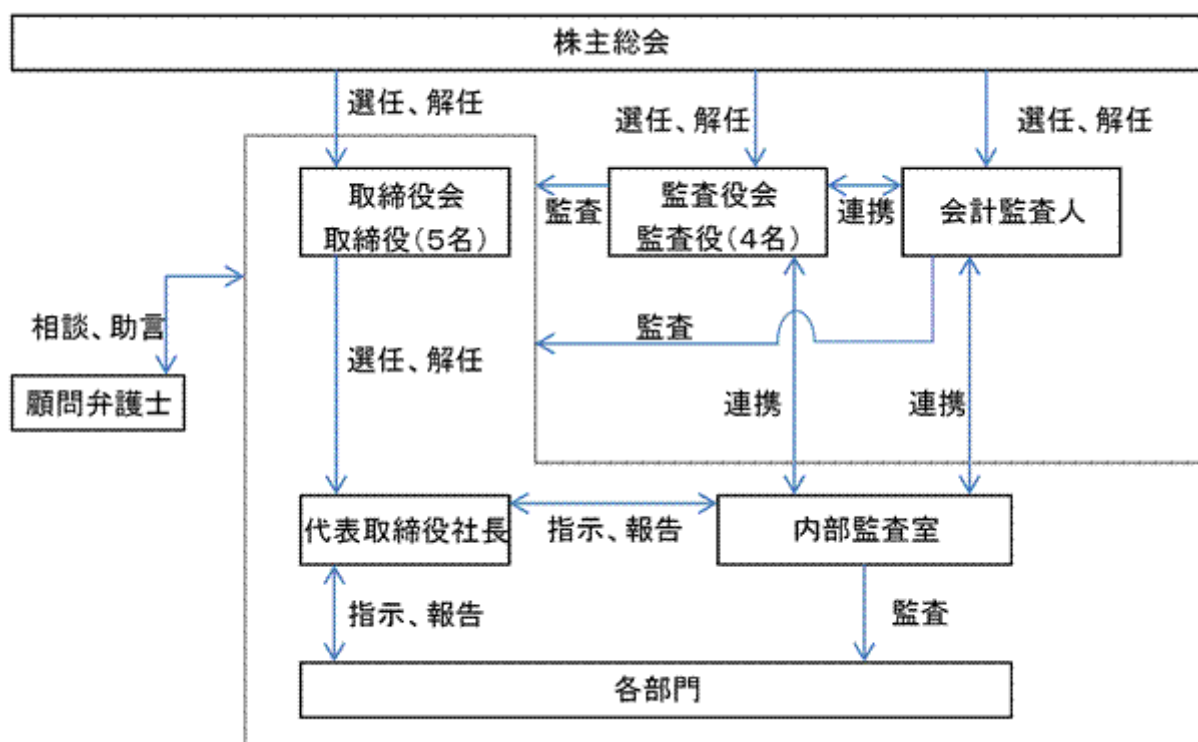 株主総会
選任、解任
選任、解任
選任、解任
取締役会
取締役(5名)
監査
監査役会
監査役(4名)
連携
会計監査人
相談、助言
顧問弁護士
監査
選任、解任
連携
連携
代表取締役社長
指示、報告
内部監査室
指示、報告
監査
各部門